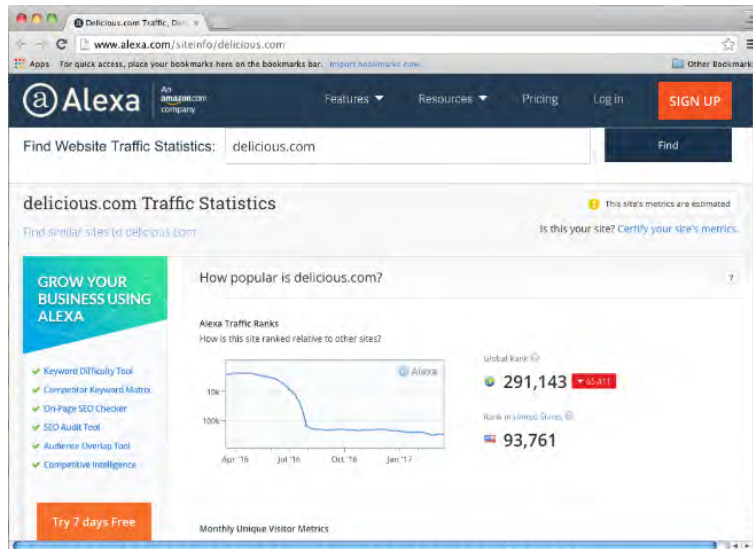 Delicious.com Traffic, De
www.alexa.com/siteinfo/delicious.com
Apps For quick access, place your bookmarks here on the bookmarks bar. Import bookmarks now...
Other Bookmark
a Alexa
An
amazon.com
company
Features
Resources
Pricing
Log in
SIGN UP
Find Website Traffic Statistics:
delicious.com
Find
delicious.com Traffic Statistics
This site's metrics are estimated
Find similar sites to delicious.com
Is this your site? Certify your site's metrics.
GROW YOUR
BUSINESS USING
ALEXA
Keyword Difficulty Tool
Competitor Keyword Matrix
On-Page SEO Checker
SEO Audit Tool
Audience Overlap Tool
Competitive Intelligence
Try 7 days Free
How popular is delicious.com?
?
Alexa Traffic Ranks
How is this site ranked relative to other sites?
a Alexa
10k
100k
Apr '16 Jul '16 Oct '16 Jan '17
Global Rank
291,143
Rank in United States
93,761
Monthly Unique Visitor Metrics